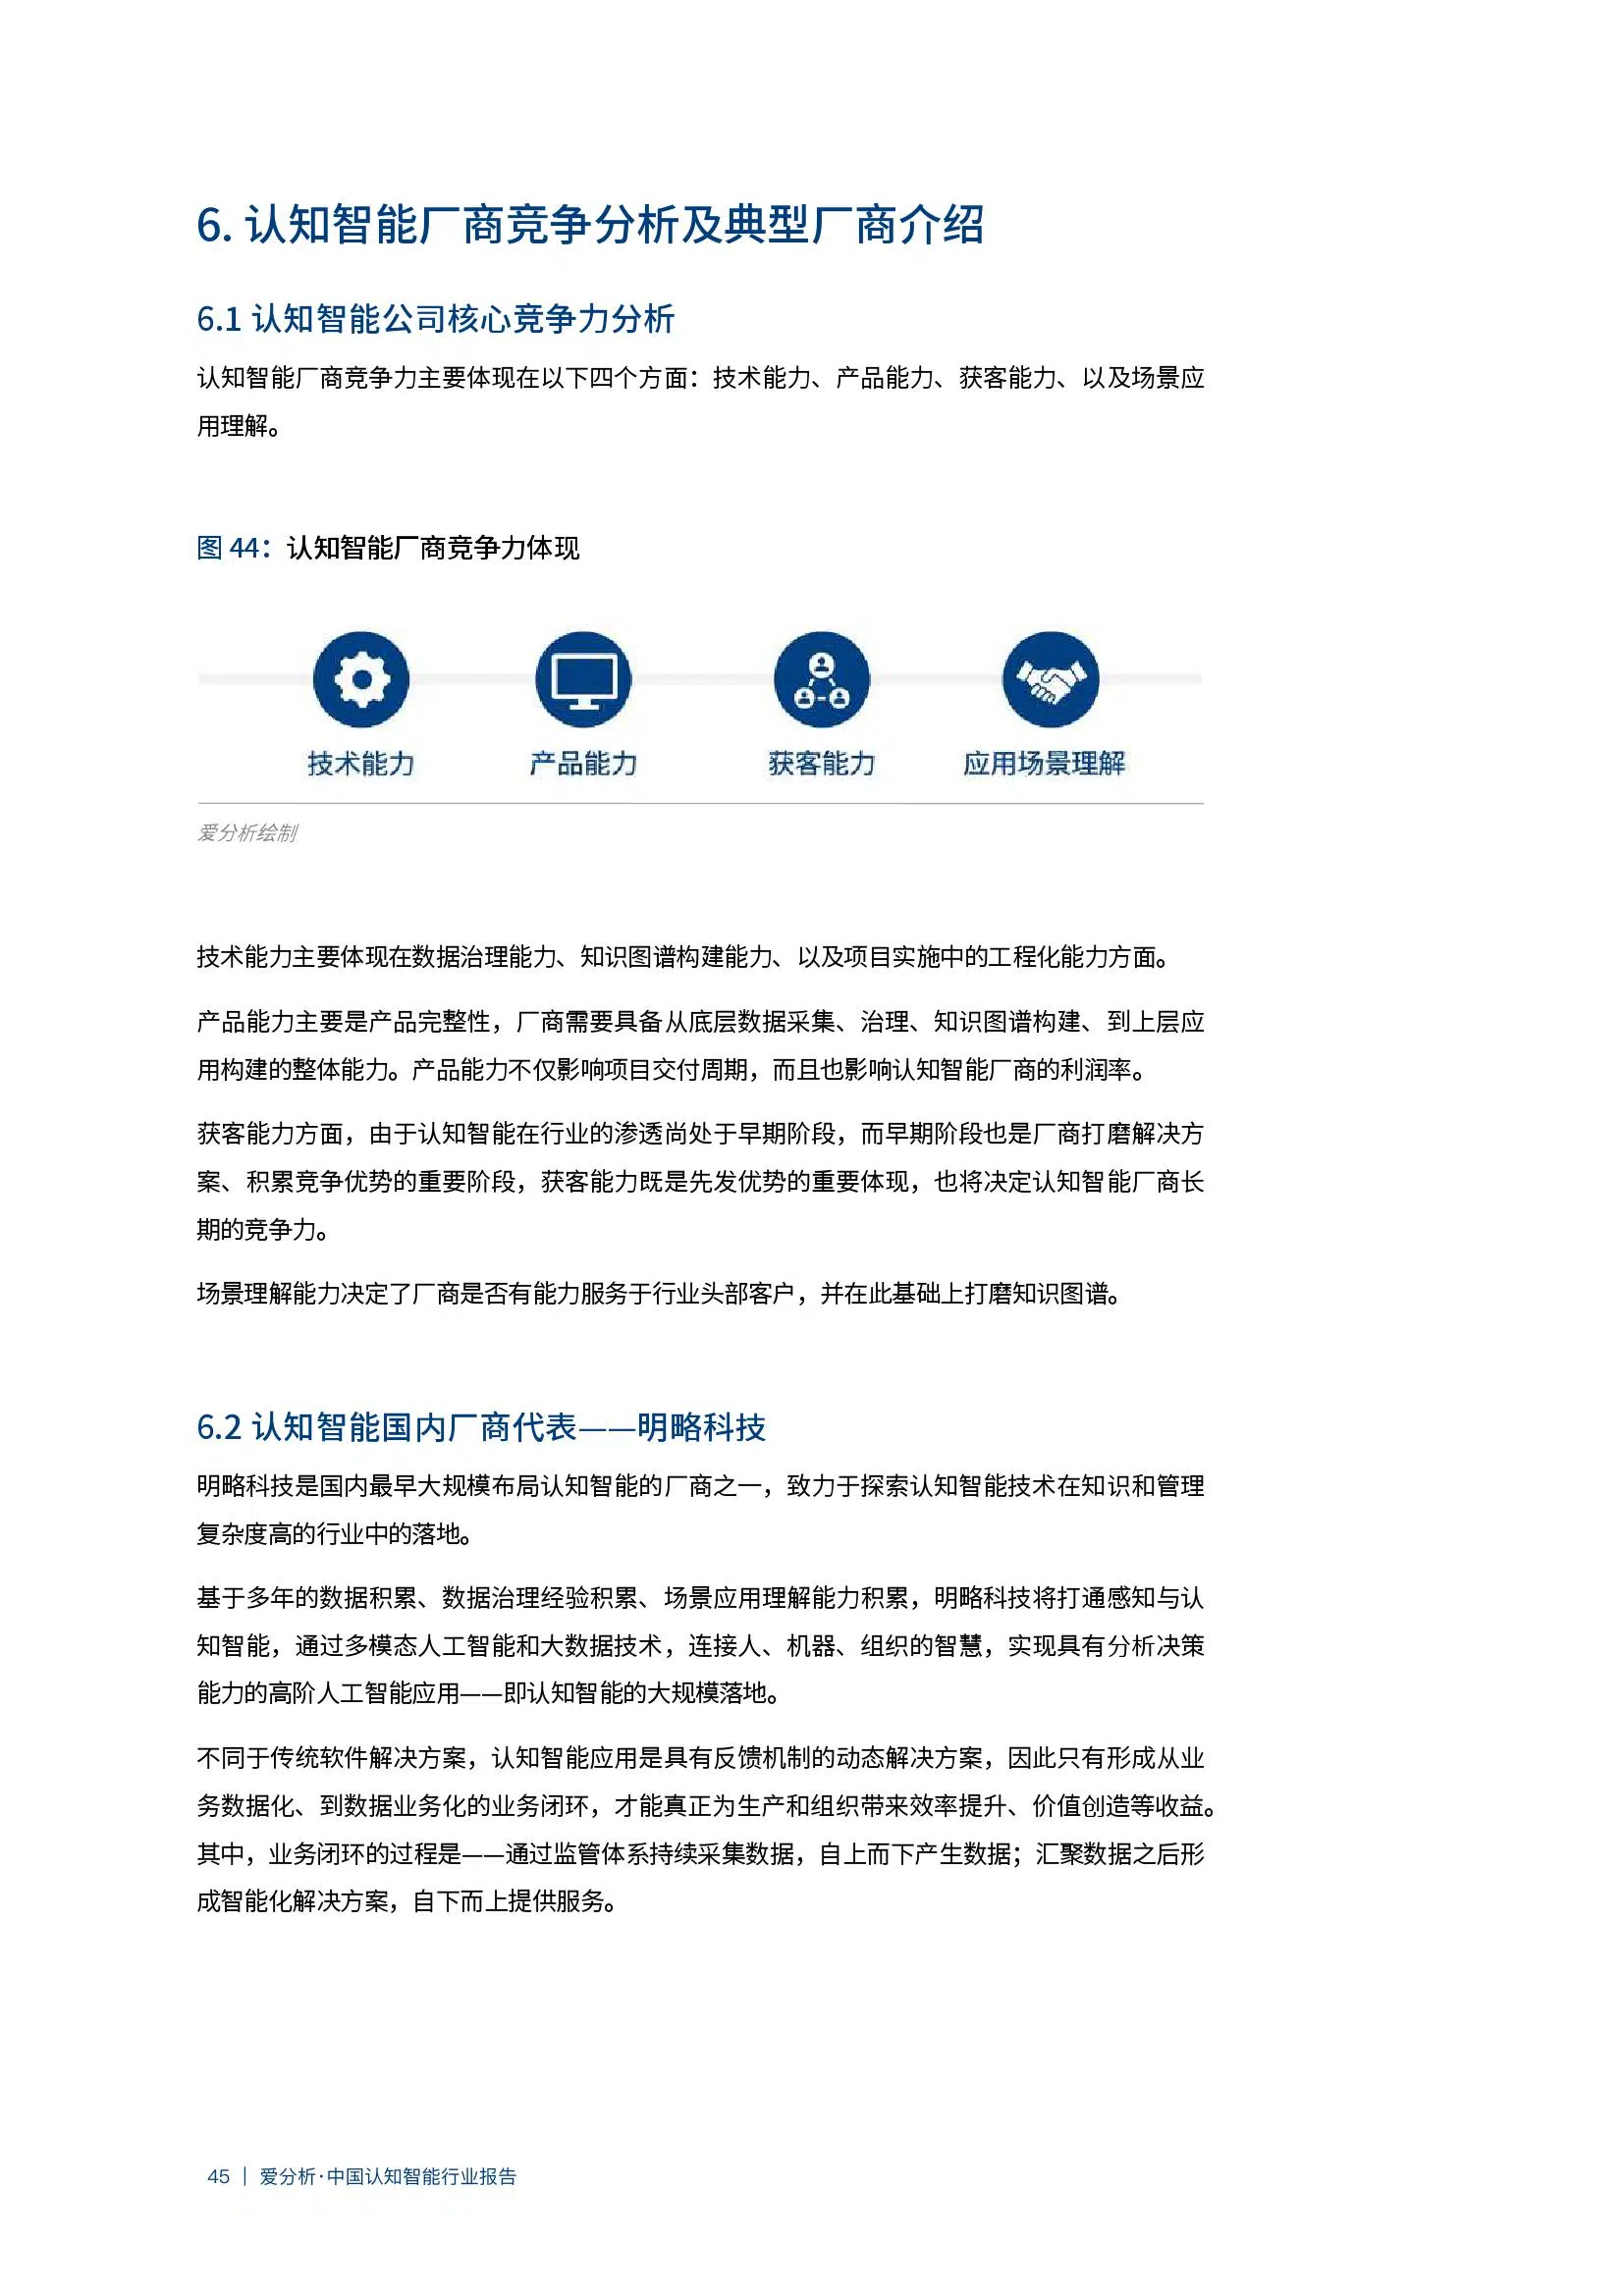 6. 认知智能厂商竞争分析及典型厂商介绍
6.1 认知智能公司核心竞争力分析
认知智能厂商竞争力主要体现在以下四个方面：技术能力、产品能力、获客能力、以及场景应
用理解。
图 44：认知智能厂商竞争力体现
技术能力
产品能力
获客能力
应用场景理解
爱分析绘制
技术能力主要体现在数据治理能力、知识图谱构建能力、以及项目实施中的工程化能力方面。
产品能力主要是产品完整性，厂商需要具备从底层数据采集、治理、知识图谱构建、到上层应
用构建的整体能力。产品能力不仅影响项目交付周期，而且也影响认知智能厂商的利润率。
获客能力方面，由于认知智能在行业的渗透尚处于早期阶段，而早期阶段也是厂商打磨解决方
案、积累竞争优势的重要阶段，获客能力既是先发优势的重要体现，也将决定认知智能厂商长
期的竞争力。
场景理解能力决定了厂商是否有能力服务于行业头部客户，并在此基础上打磨知识图谱。
6.2 认知智能国内厂商代表——明略科技
明略科技是国内最早大规模布局认知智能的厂商之一，致力于探索认知智能技术在知识和管理
复杂度高的行业中的落地。
基于多年的数据积累、数据治理经验积累、场景应用理解能力积累，明略科技将打通感知与认
知智能，通过多模态人工智能和大数据技术，连接人、机器、组织的智慧，实现具有分析决策
能力的高阶人工智能应用——即认知智能的大规模落地。
不同于传统软件解决方案，认知智能应用是具有反馈机制的动态解决方案，因此只有形成从业
务数据化、到数据业务化的业务闭环，才能真正为生产和组织带来效率提升、价值创造等收益。
其中，业务闭环的过程是——通过监管体系持续采集数据，自上而下产生数据；汇聚数据之后形
成智能化解决方案，自下而上提供服务。
45 | 爱分析·中国认知智能行业报告